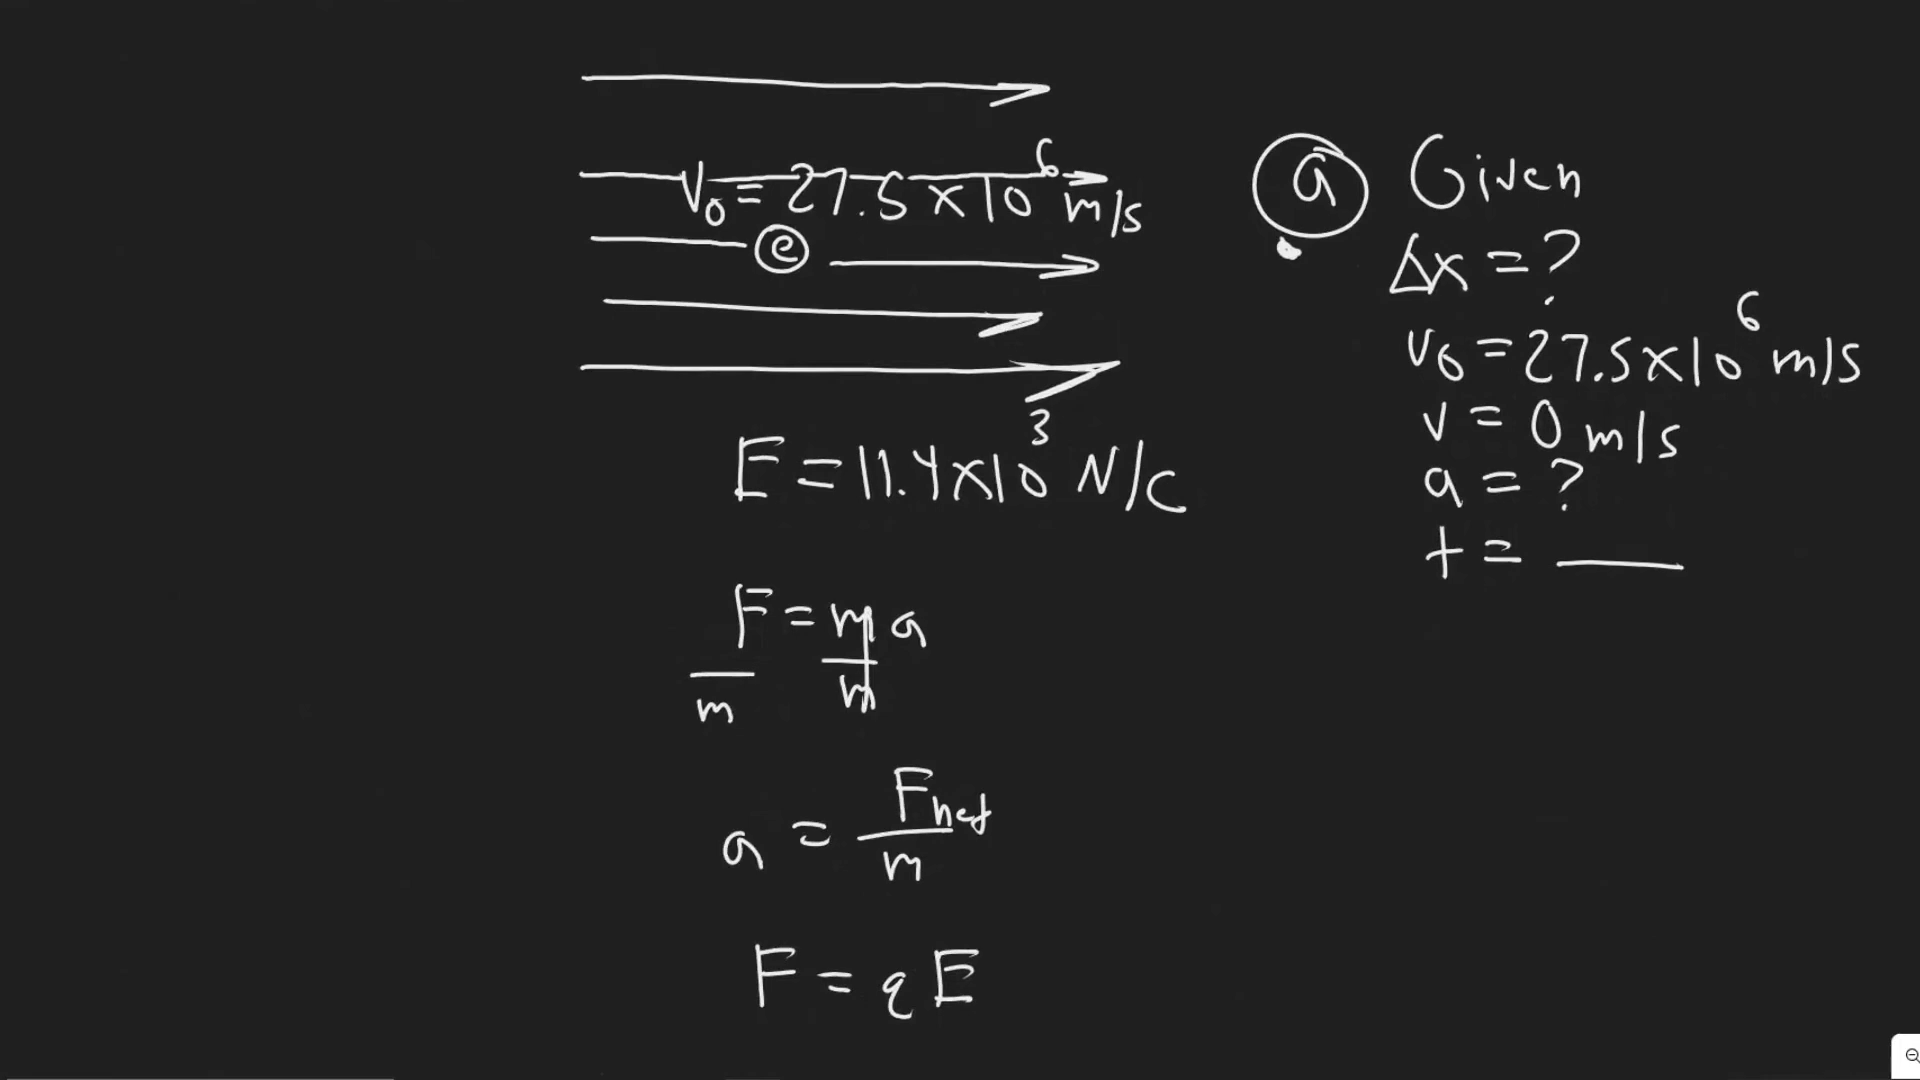 v₀ = 27.5 x 10⁶ m/s
e
E = 11.4 x 10³ N/C
F = ma
m m
a = Fnet
m
F = qE
a Given
Δx = ?
v₀ = 27.5 x 10⁶ m/s
v = 0 m/s
a = ?
t = ___